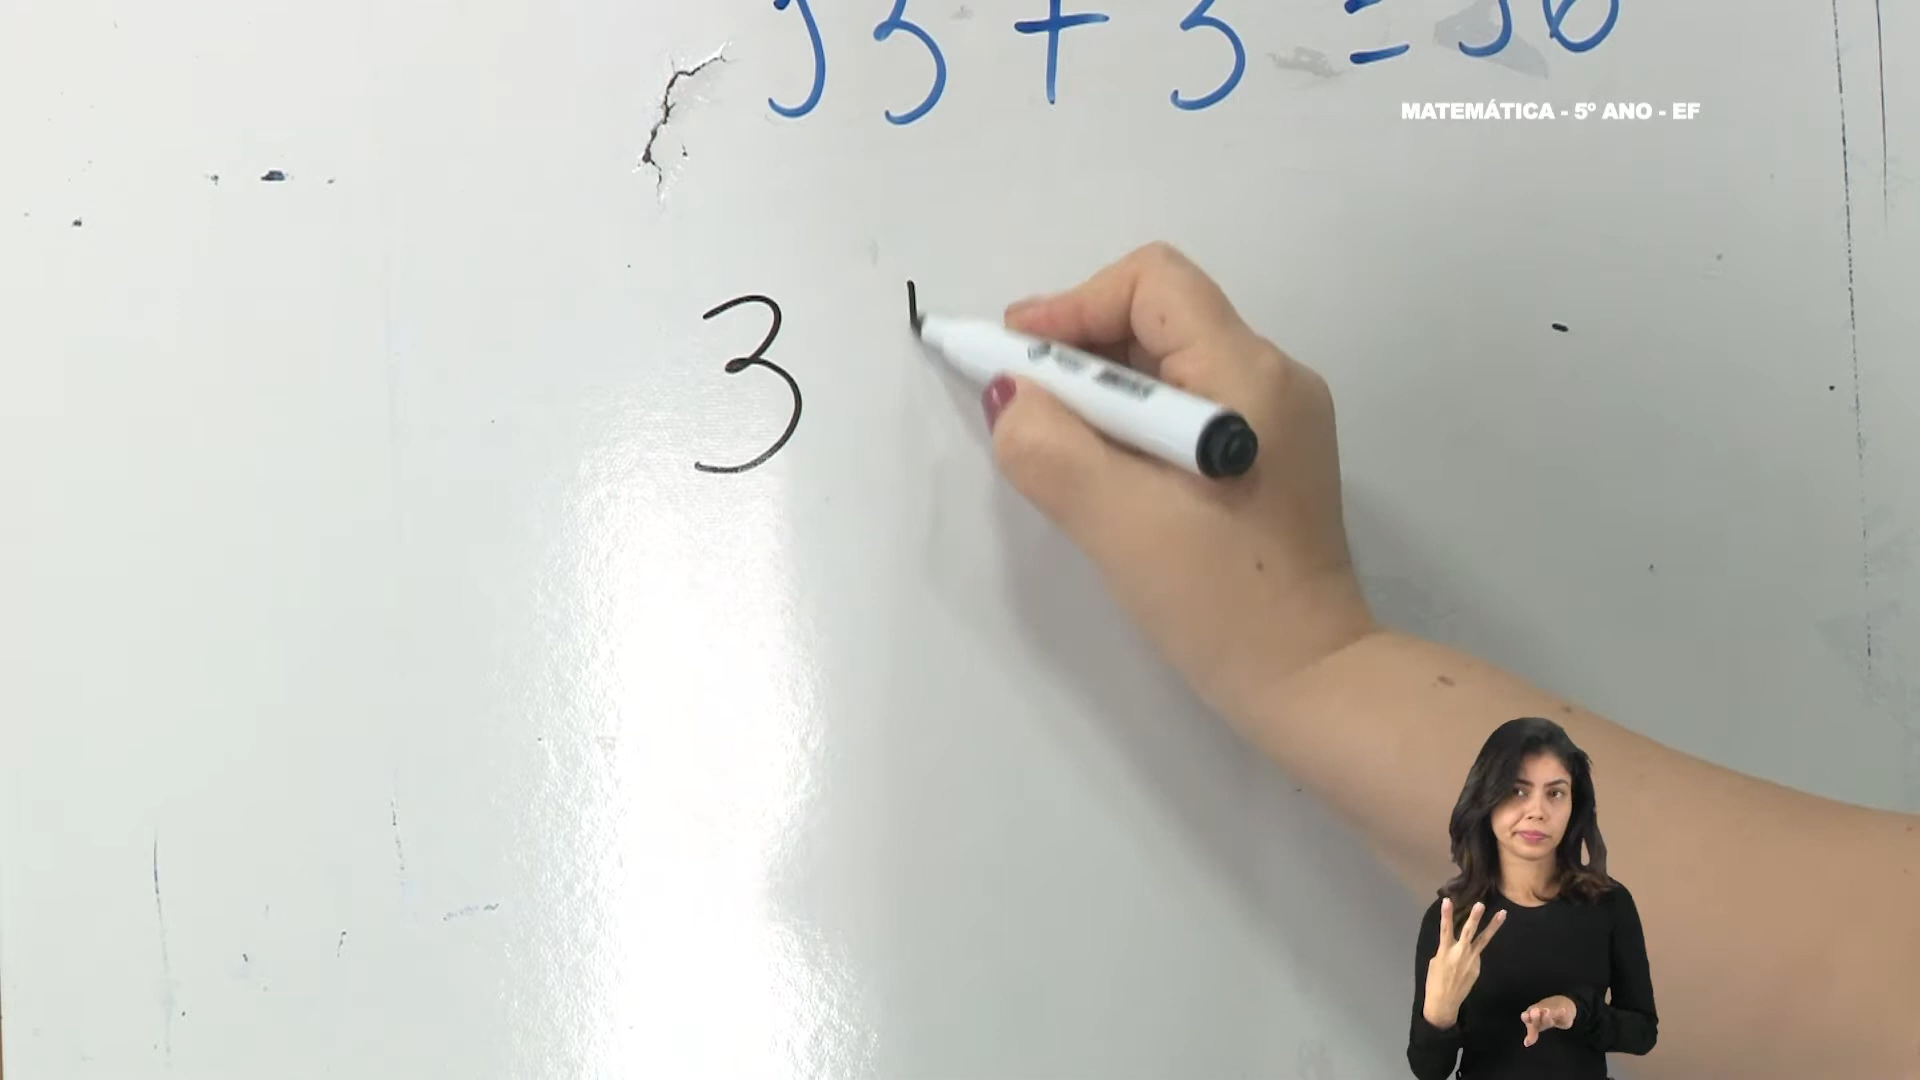 33 + 3 = 36
MATEMÁTICA - 5º ANO - EF
3